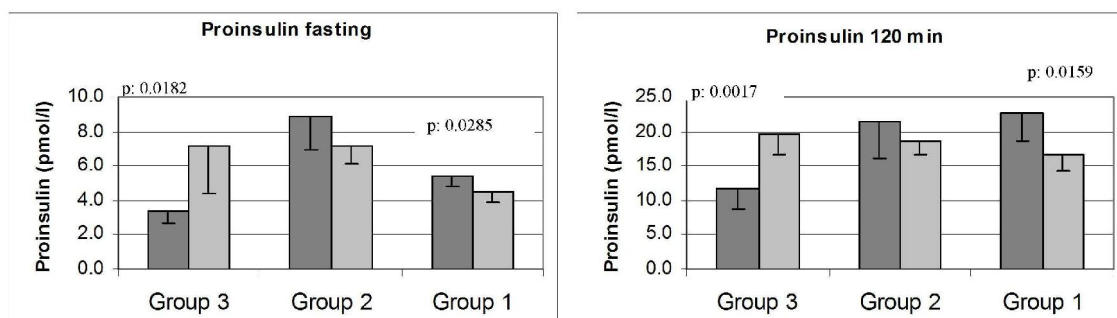 Proinsulin fasting
p: 0.0182
p: 0.0285
Proinsulin (pmol/l)
10.0
8.0
6.0
4.0
2.0
0.0
Group 3 Group 2 Group 1
Proinsulin 120 min
p: 0.0017
p: 0.0159
Proinsulin (pmol/l)
25.0
20.0
15.0
10.0
5.0
0.0
Group 3 Group 2 Group 1